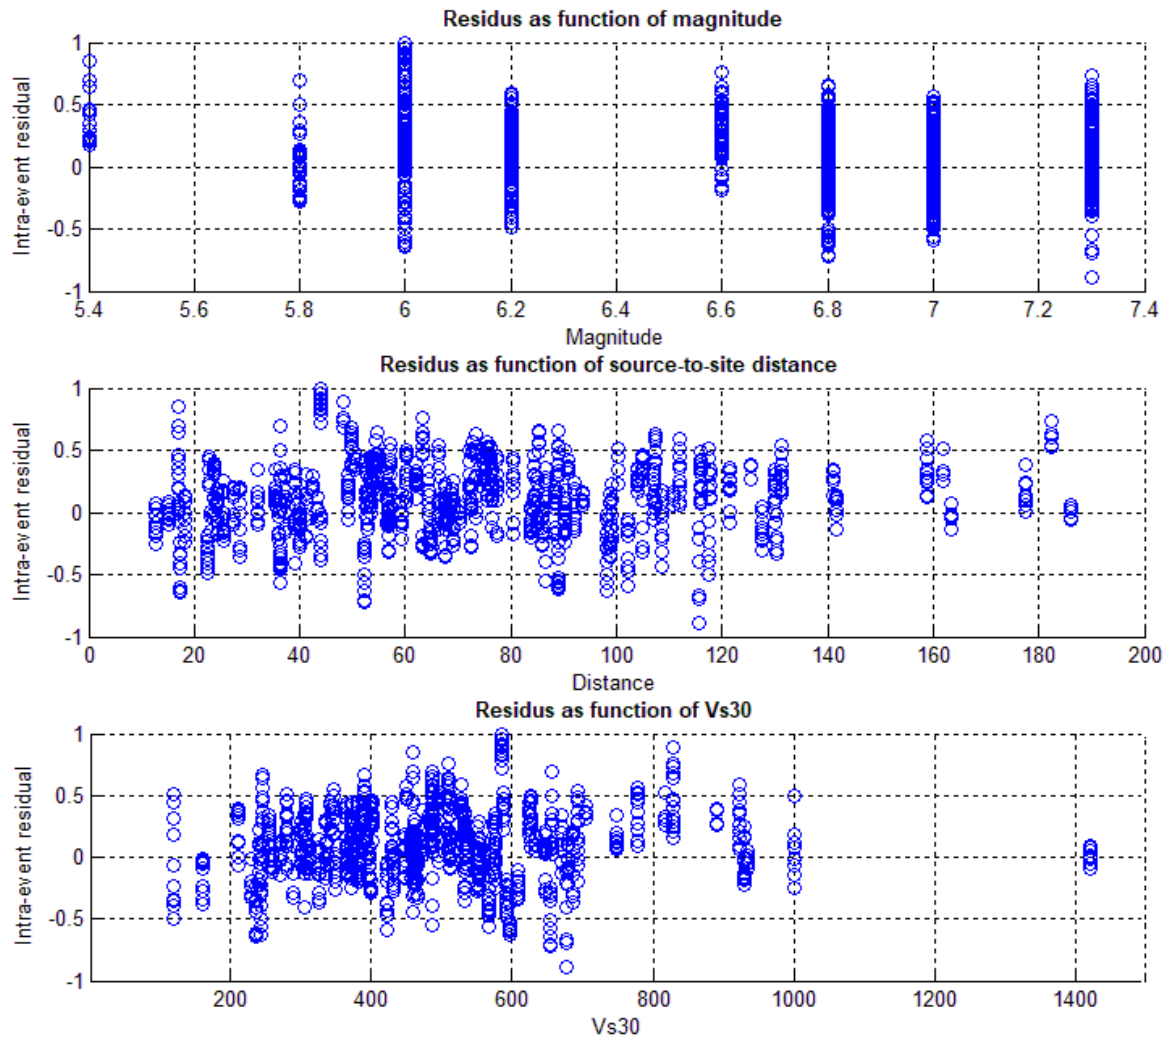 Residus as function of magnitude
Intra-event residual
1
0.5
0
-0.5
-1
5.4 5.6 5.8 6 6.2 6.4 6.6 6.8 7 7.2 7.4
Magnitude
Residus as function of source-to-site distance
Intra-event residual
1
0.5
0
-0.5
-1
0 20 40 60 80 100 120 140 160 180 200
Distance
Residus as function of Vs30
Intra-event residual
1
0.5
0
-0.5
-1
200 400 600 800 1000 1200 1400
Vs30